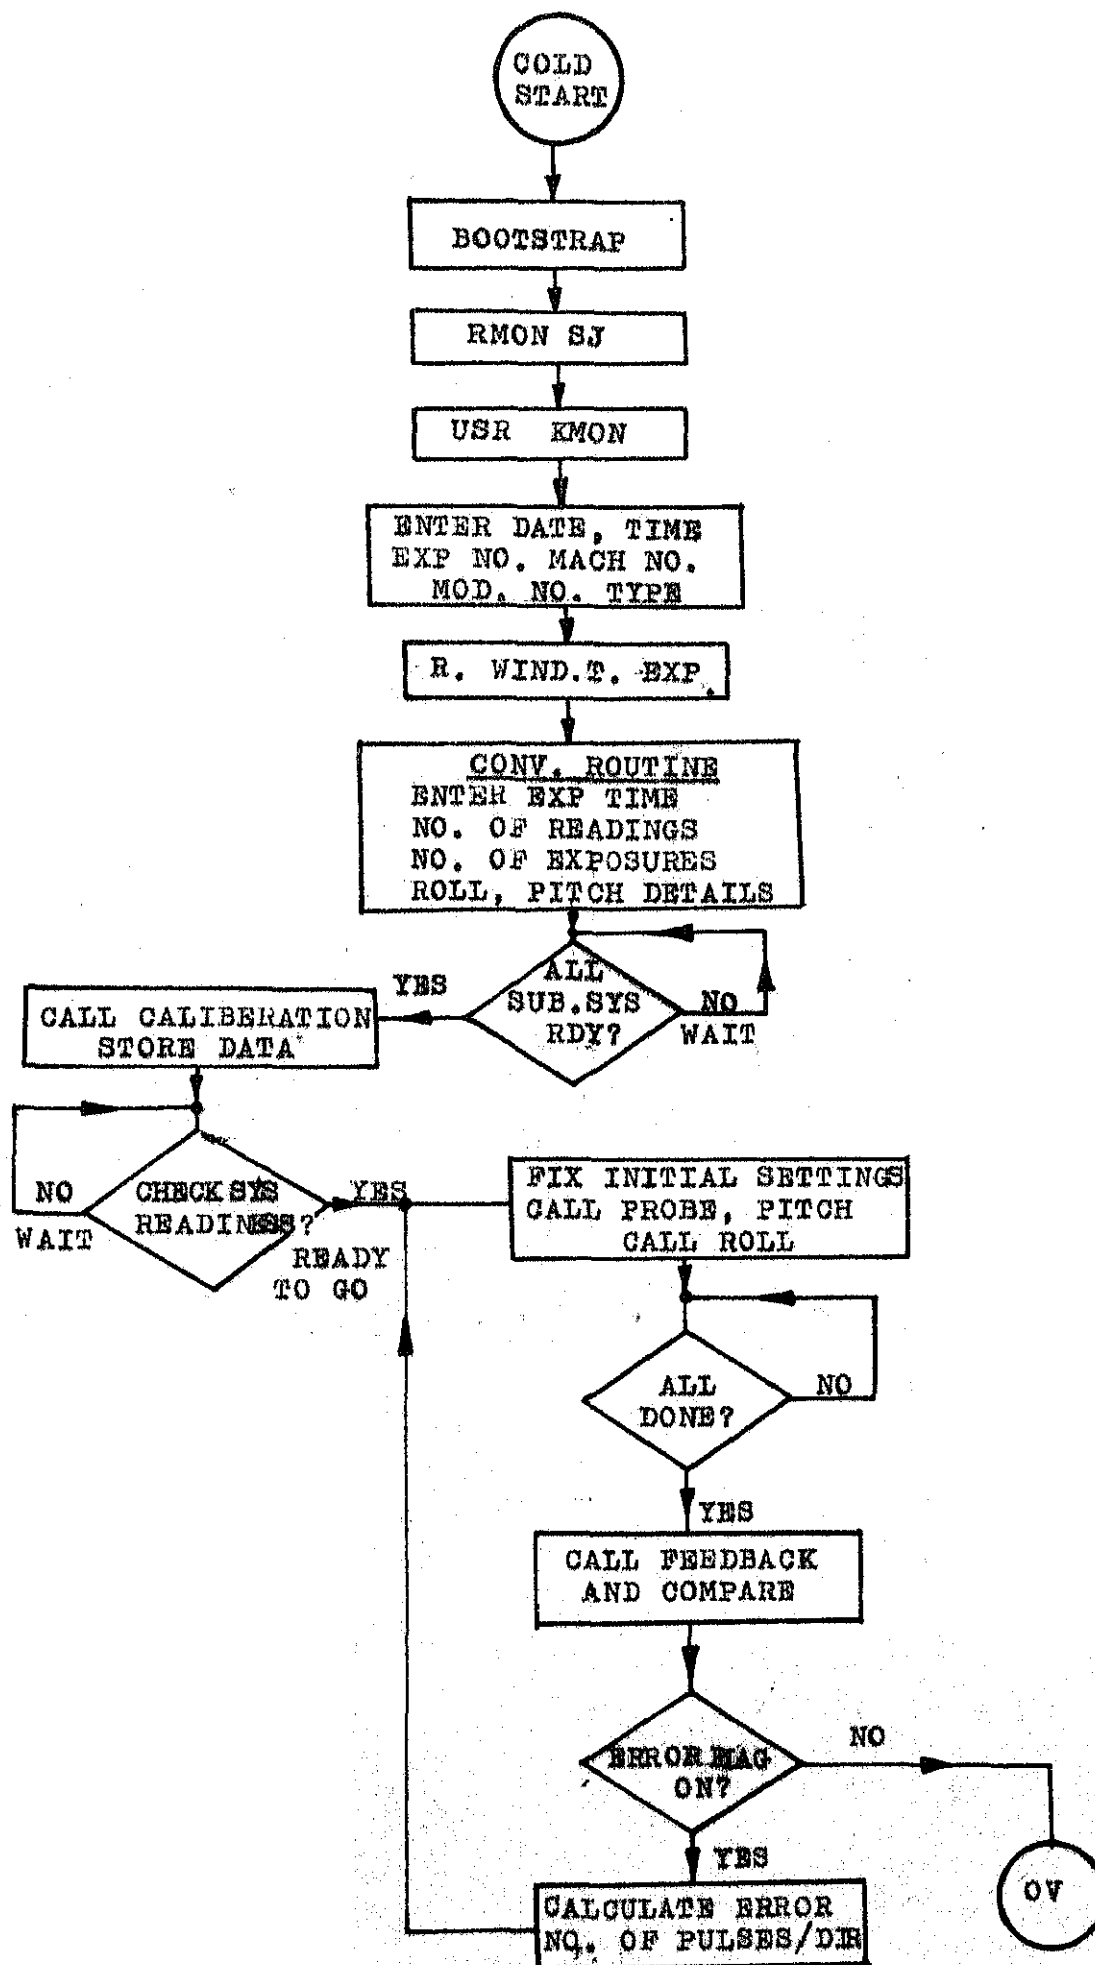 COLD
START
BOOTSTRAP
RMON SJ
USR KMON
ENTER DATE, TIME
EXP NO. MACH NO.
MOD. NO. TYPE
R. WIND.T. EXP.
CONV. ROUTINE
ENTER EXP TIME
NO. OF READINGS
NO. OF EXPOSURES
ROLL, PITCH DETAILS
ALL
SUB.SYS
RDY?
YES
NO
WAIT
CALL CALIBERATION
STORE DATA
CHECK SYS
READINGS?
NO
WAIT
YES
READY
TO GO
FIX INITIAL SETTINGS
CALL PROBE, PITCH
CALL ROLL
ALL
DONE?
NO
YES
CALL FEEDBACK
AND COMPARE
ERROR
ON?
NO
YES
OV
CALCULATE ERROR
NO. OF PULSES/DIR